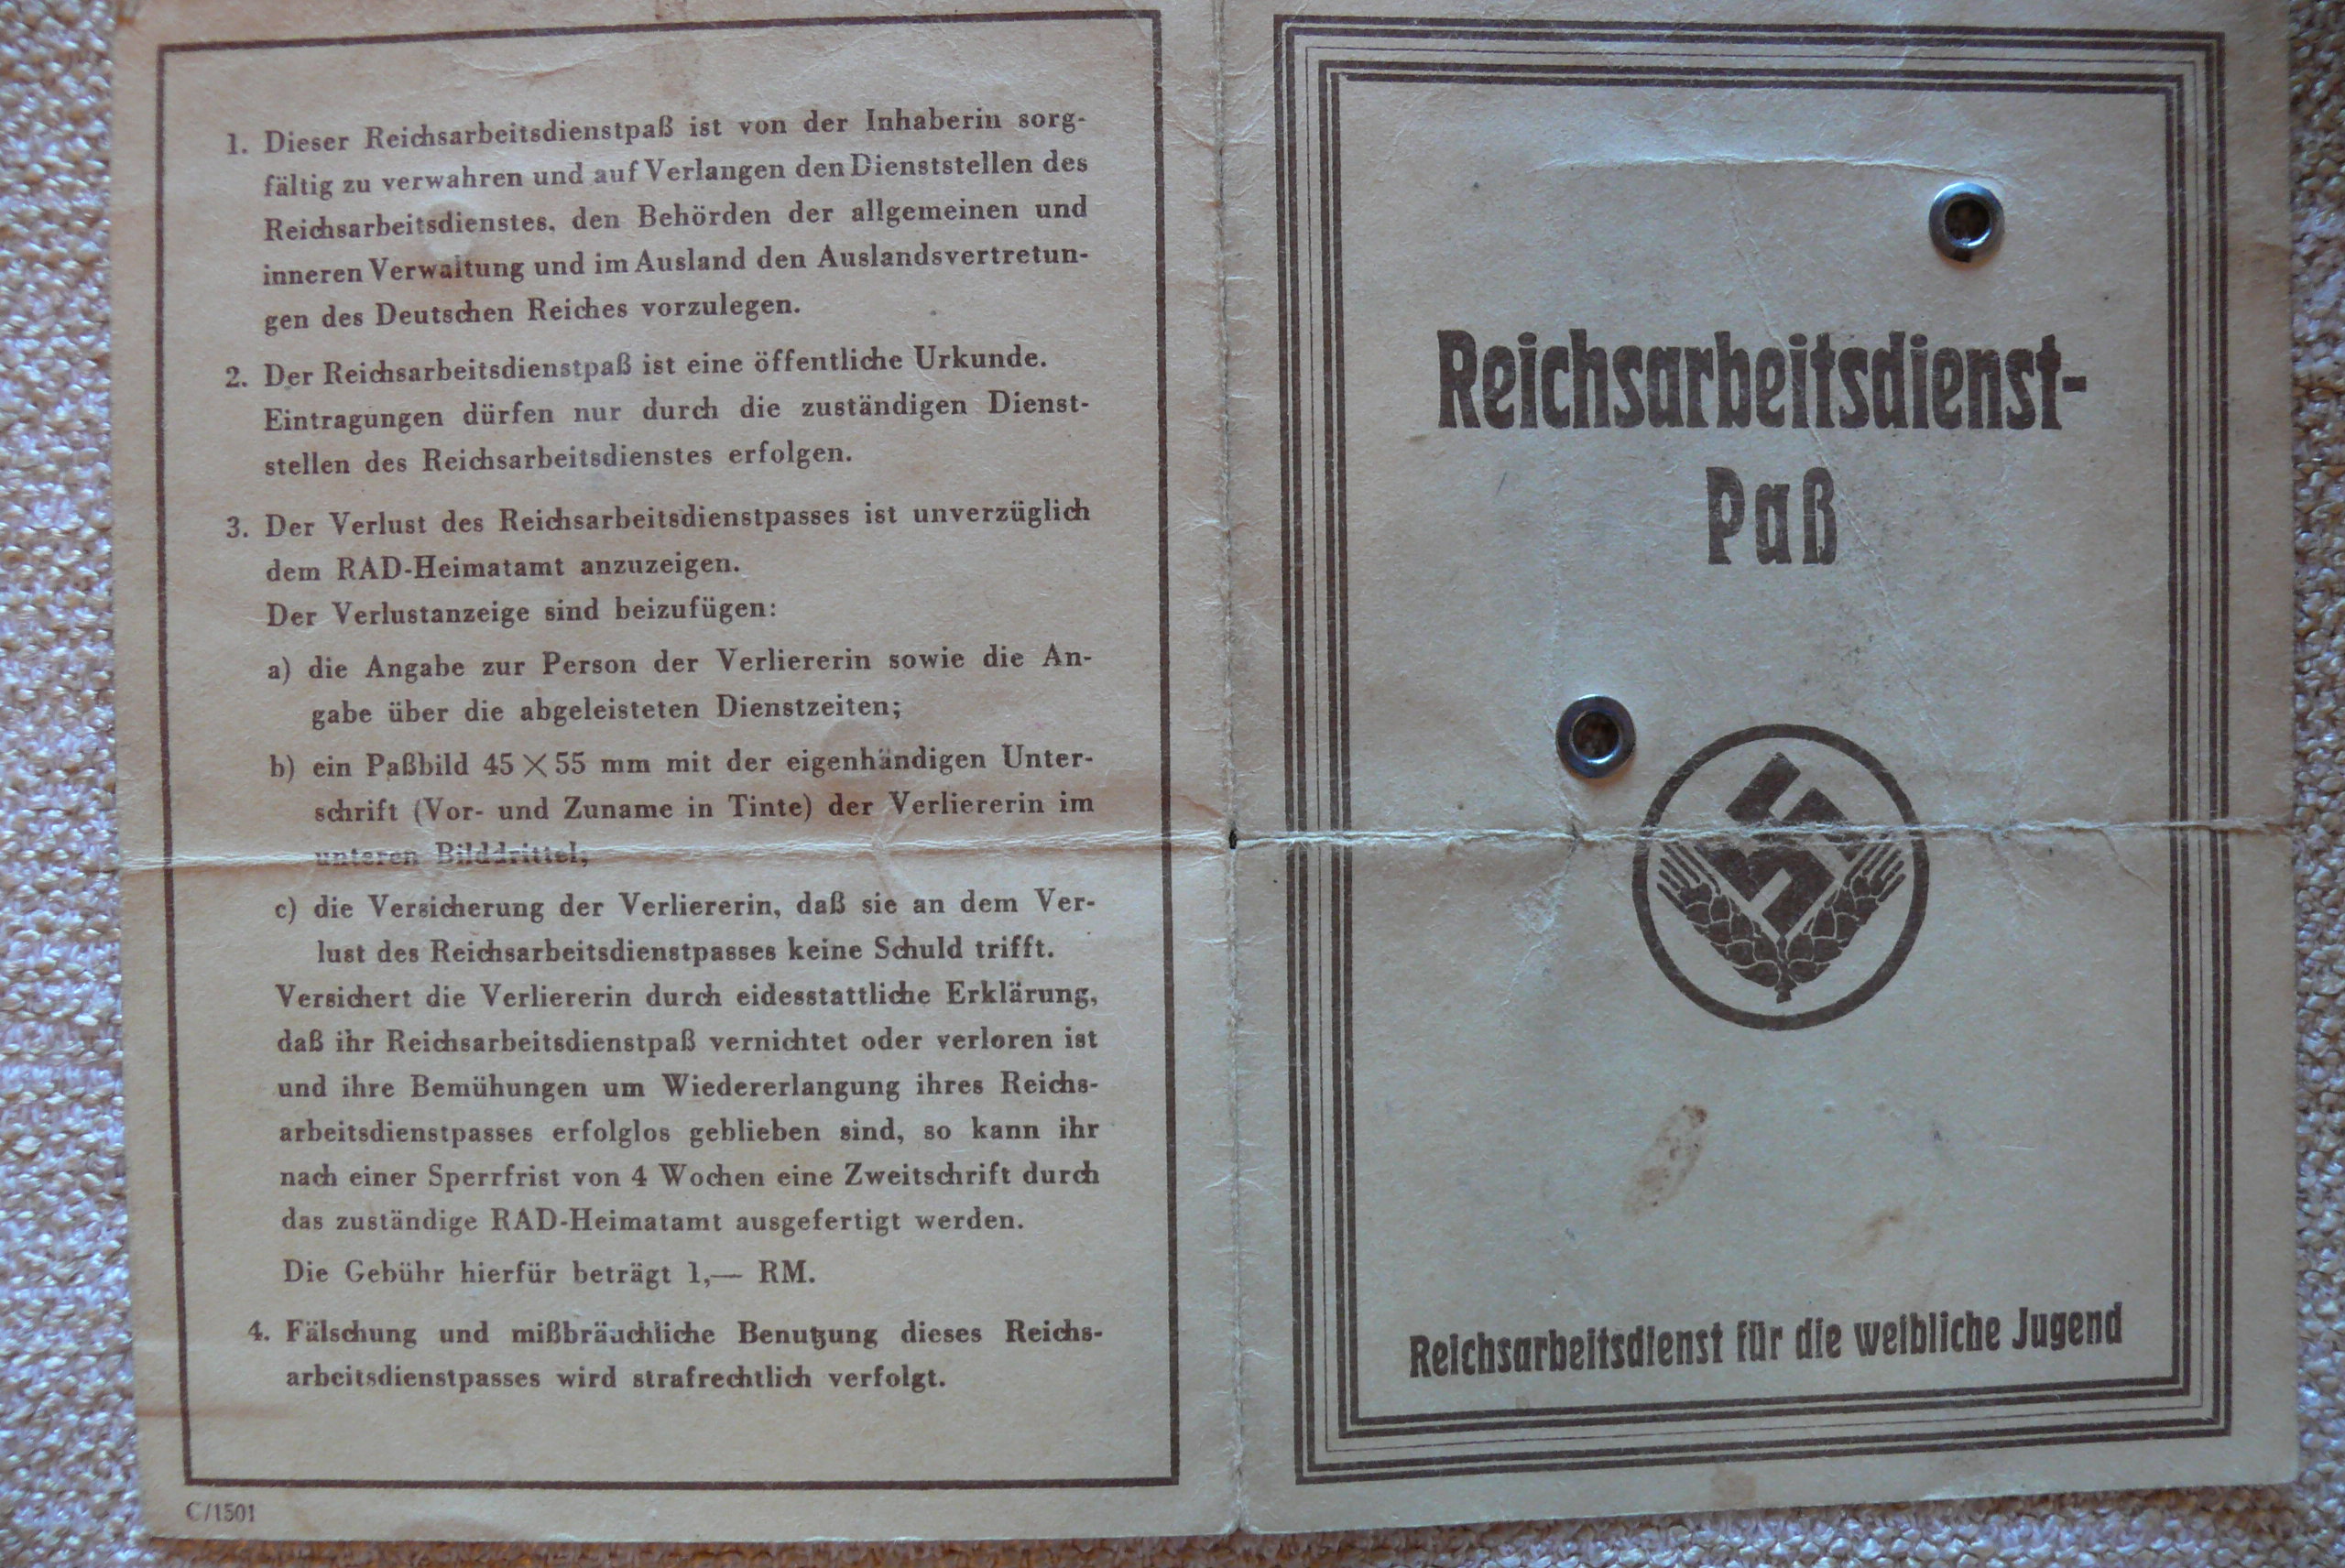 1. Dieser Reichsarbeitsdienstpaß ist von der Inhaberin sorg-
fältig zu verwahren und auf Verlangen den Dienststellen des
Reichsarbeitsdienstes, den Behörden der allgemeinen und
inneren Verwaltung und im Ausland den Auslandsvertretun-
gen des Deutschen Reiches vorzulegen.
2. Der Reichsarbeitsdienstpaß ist eine öffentliche Urkunde.
Eintragungen dürfen nur durch die zuständigen Dienst-
stellen des Reichsarbeitsdienstes erfolgen.
3. Der Verlust des Reichsarbeitsdienstpasses ist unverzüglich
dem RAD-Heimatamt anzuzeigen.
Der Verlustanzeige sind beizufügen:
a) die Angabe zur Person der Verliererin sowie die An-
gabe über die abgeleisteten Dienstzeiten;
b) ein Paßbild 45 × 55 mm mit der eigenhändigen Unter-
schrift (Vor- und Zuname in Tinte) der Verliererin im
unteren Bilddrittel;
c) die Versicherung der Verliererin, daß sie an dem Ver-
lust des Reichsarbeitsdienstpasses keine Schuld trifft.
Versichert die Verliererin durch eidesstattliche Erklärung,
daß ihr Reichsarbeitsdienstpaß vernichtet oder verloren ist
und ihre Bemühungen um Wiedererlangung ihres Reichs-
arbeitsdienstpasses erfolglos geblieben sind, so kann ihr
nach einer Sperrfrist von 4 Wochen eine Zweitschrift durch
das zuständige RAD-Heimatamt ausgefertigt werden.
Die Gebühr hierfür beträgt 1,— RM.
4. Fälschung und mißbräuchliche Benutzung dieses Reichs-
arbeitsdienstpasses wird strafrechtlich verfolgt.
C/1501
Reichsarbeitsdienst-
Paß
Reichsarbeitsdienst für die weibliche Jugend